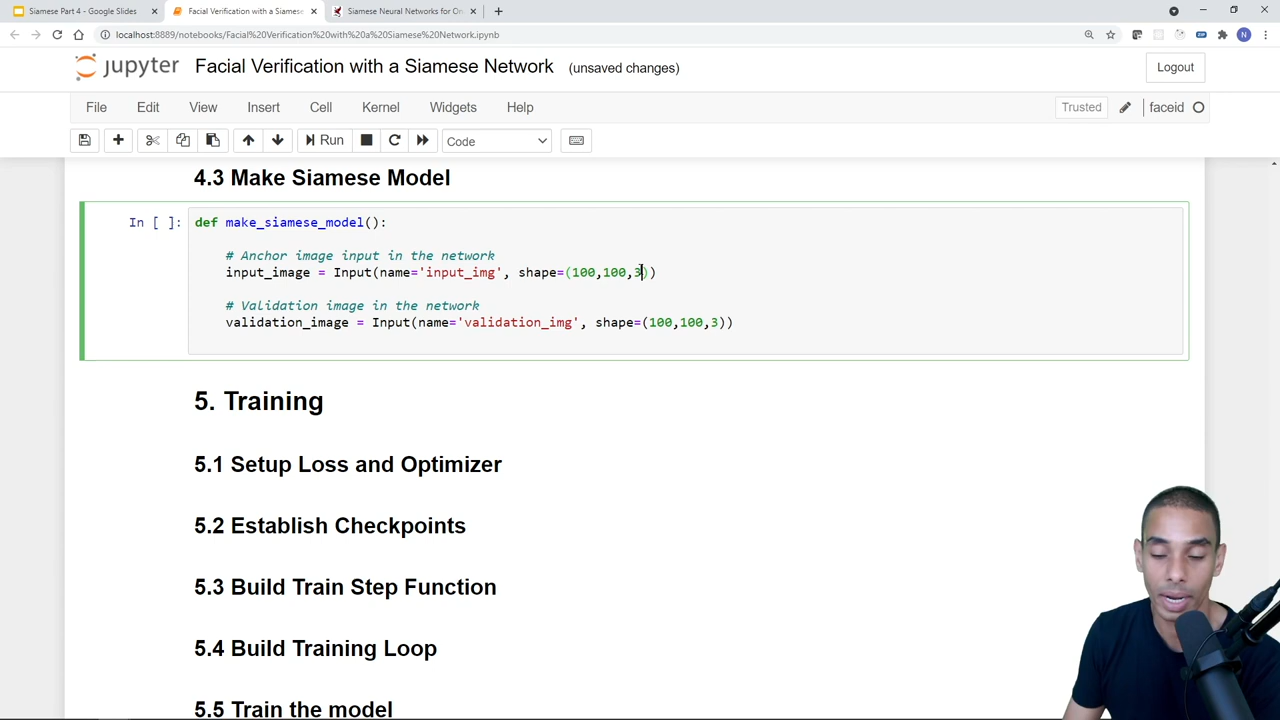 Siamese Part 4 - Google Slides
Facial Verification with a Siamese
Siamese Neural Networks for On
localhost:8889/notebooks/Facial%20Verification%20with%20a%20Siamese%20Network.ipynb
N
jupyter Facial Verification with a Siamese Network (unsaved changes) Logout
File Edit View Insert Cell Kernel Widgets Help Trusted faceid
Run Code
4.3 Make Siamese Model
In [ ]: def make_siamese_model():
# Anchor image input in the network
input_image = Input(name='input_img', shape=(100,100,3))
# Validation image in the network
validation_image = Input(name='validation_img', shape=(100,100,3))
5. Training
5.1 Setup Loss and Optimizer
5.2 Establish Checkpoints
5.3 Build Train Step Function
5.4 Build Training Loop
5.5 Train the model